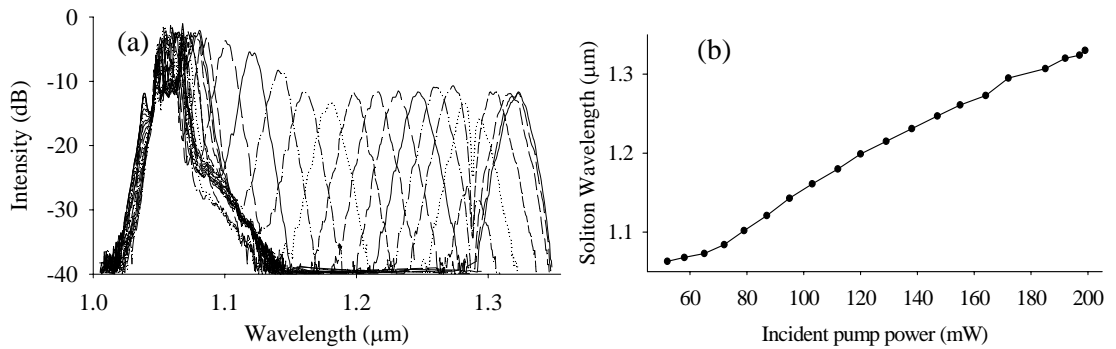 (a)
Intensity (dB)
0
-10
-20
-30
-40
1.0 1.1 1.2 1.3
Wavelength (μm)
(b)
Soliton Wavelength (μm)
1.3
1.2
1.1
60 80 100 120 140 160 180 200
Incident pump power (mW)